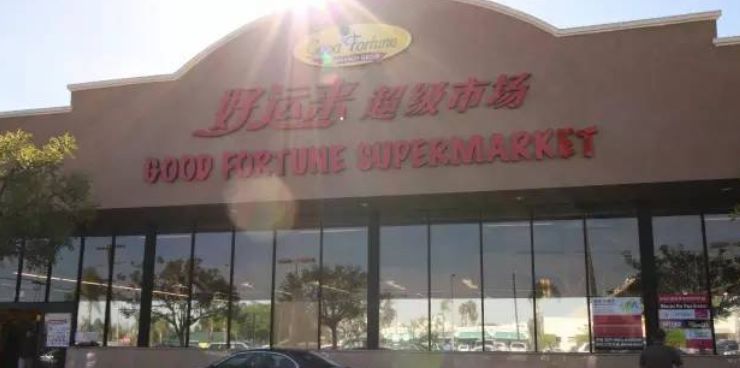 Good Fortune
好运来 超级市场
GOOD FORTUNE SUPERMARKET